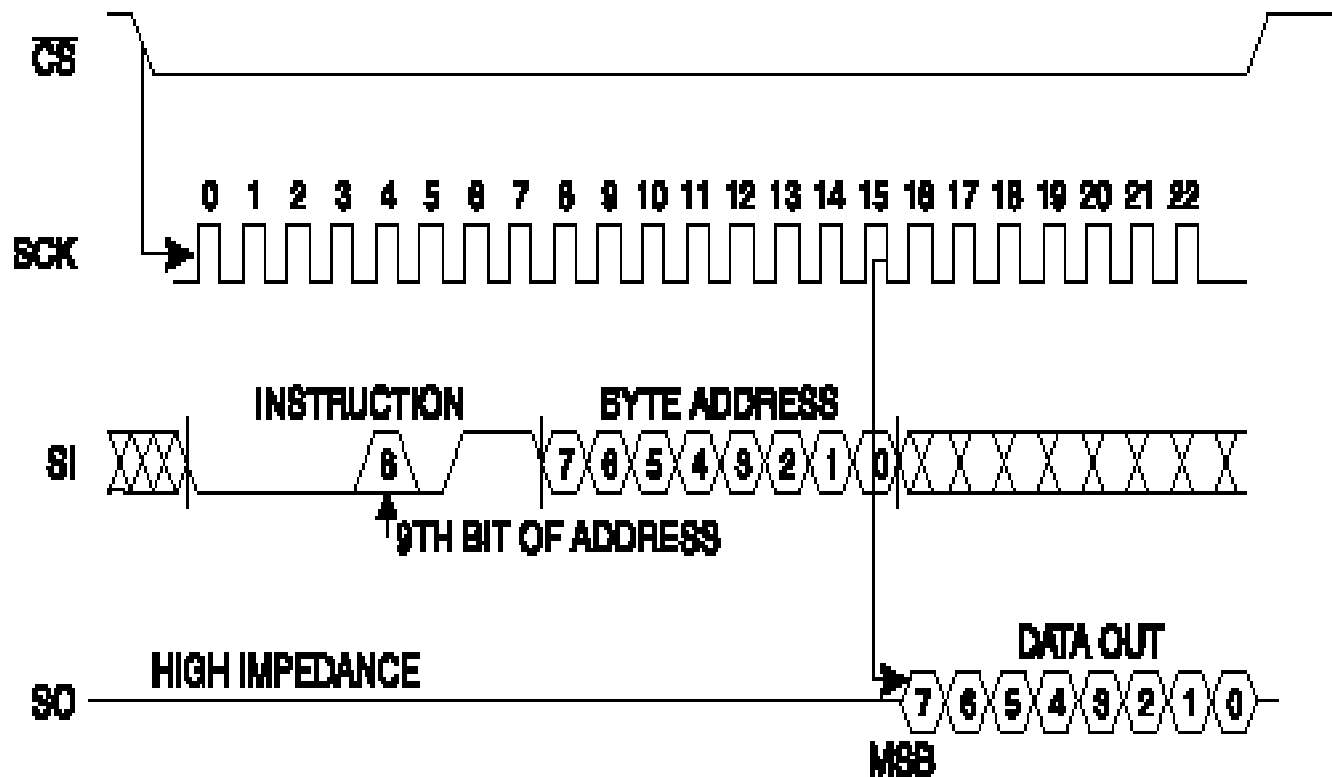 CS
0 1 2 3 4 5 6 7 8 9 10 11 12 13 14 15 16 17 18 19 20 21 22
SCK
INSTRUCTION BYTE ADDRESS
SI 8 7 6 5 4 3 2 1 0
9TH BIT OF ADDRESS
DATA OUT
HIGH IMPEDANCE
SO 7 6 5 4 3 2 1 0
MSB